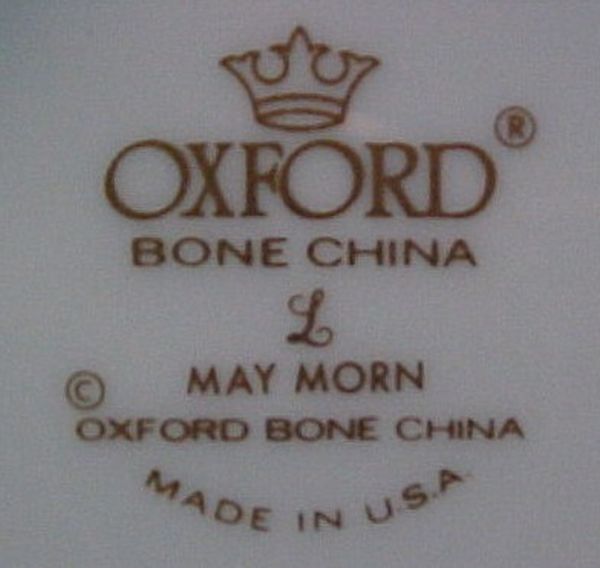 OXFORD ®
BONE CHINA
L
MAY MORN
© OXFORD BONE CHINA
MADE IN U.S.A.